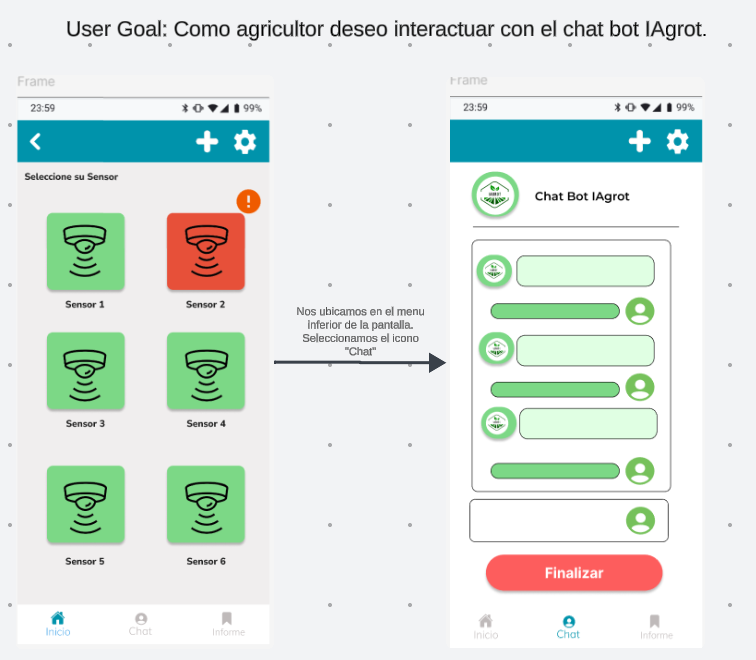 User Goal: Como agricultor deseo interactuar con el chat bot IAgrot.
Frame
23:59
99%
Seleccione su Sensor
!
Sensor 1
Sensor 2
Sensor 3
Sensor 4
Sensor 5
Sensor 6
Inicio
Chat
Informe
Nos ubicamos en el menu
inferior de la pantalla.
Seleccionamos el icono
"Chat"
Frame
23:59
99%
Chat Bot IAgrot
Finalizar
Inicio
Chat
Informe